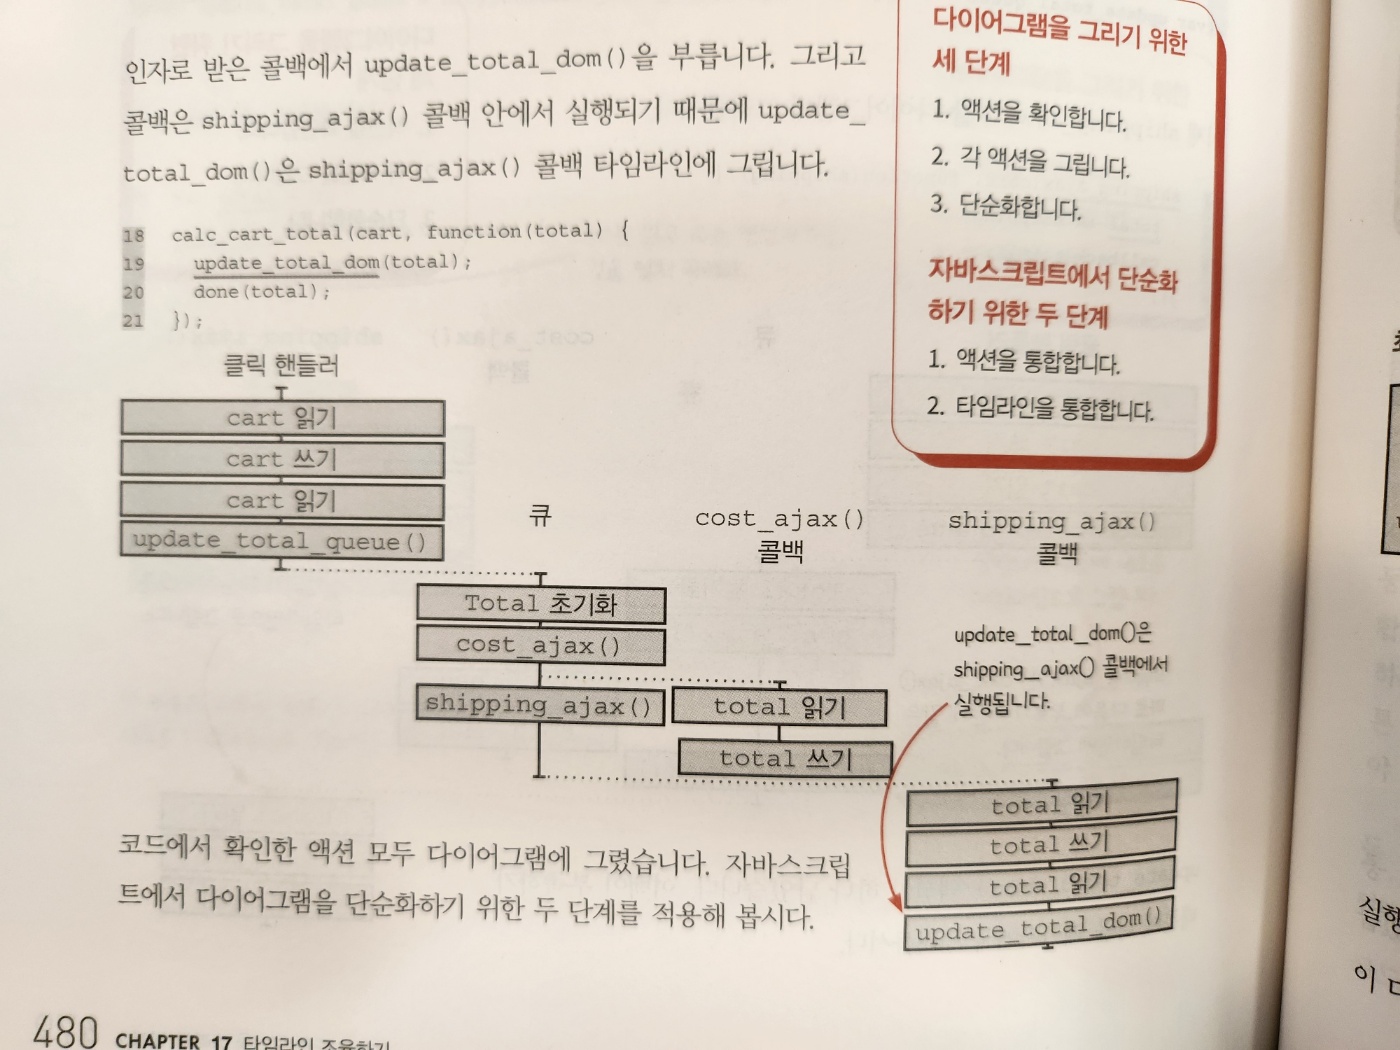 인자로 받은 콜백에서 update_total_dom()을 부릅니다. 그리고
콜백은 shipping_ajax() 콜백 안에서 실행되기 때문에 update_
total_dom()은 shipping_ajax() 콜백 타임라인에 그립니다.
다이어그램을 그리기 위한
세 단계
1. 액션을 확인합니다.
2. 각 액션을 그립니다.
3. 단순화합니다.
자바스크립트에서 단순화
하기 위한 두 단계
1. 액션을 통합합니다.
2. 타임라인을 통합합니다.
18 calc_cart_total(cart, function(total) {
19 update_total_dom(total);
20 done(total);
21 });
클릭 핸들러
cart 읽기
cart 쓰기
cart 읽기
update_total_queue()
큐
Total 초기화
cost_ajax()
shipping_ajax()
cost_ajax()
콜백
total 읽기
total 쓰기
shipping_ajax()
콜백
update_total_dom()은
shipping_ajax() 콜백에서
실행됩니다.
total 읽기
total 쓰기
total 읽기
update_total_dom()
코드에서 확인한 액션 모두 다이어그램에 그렸습니다. 자바스크립
트에서 다이어그램을 단순화하기 위한 두 단계를 적용해 봅시다.
480 CHAPTER 17 타임라인 조율하기
실행
이